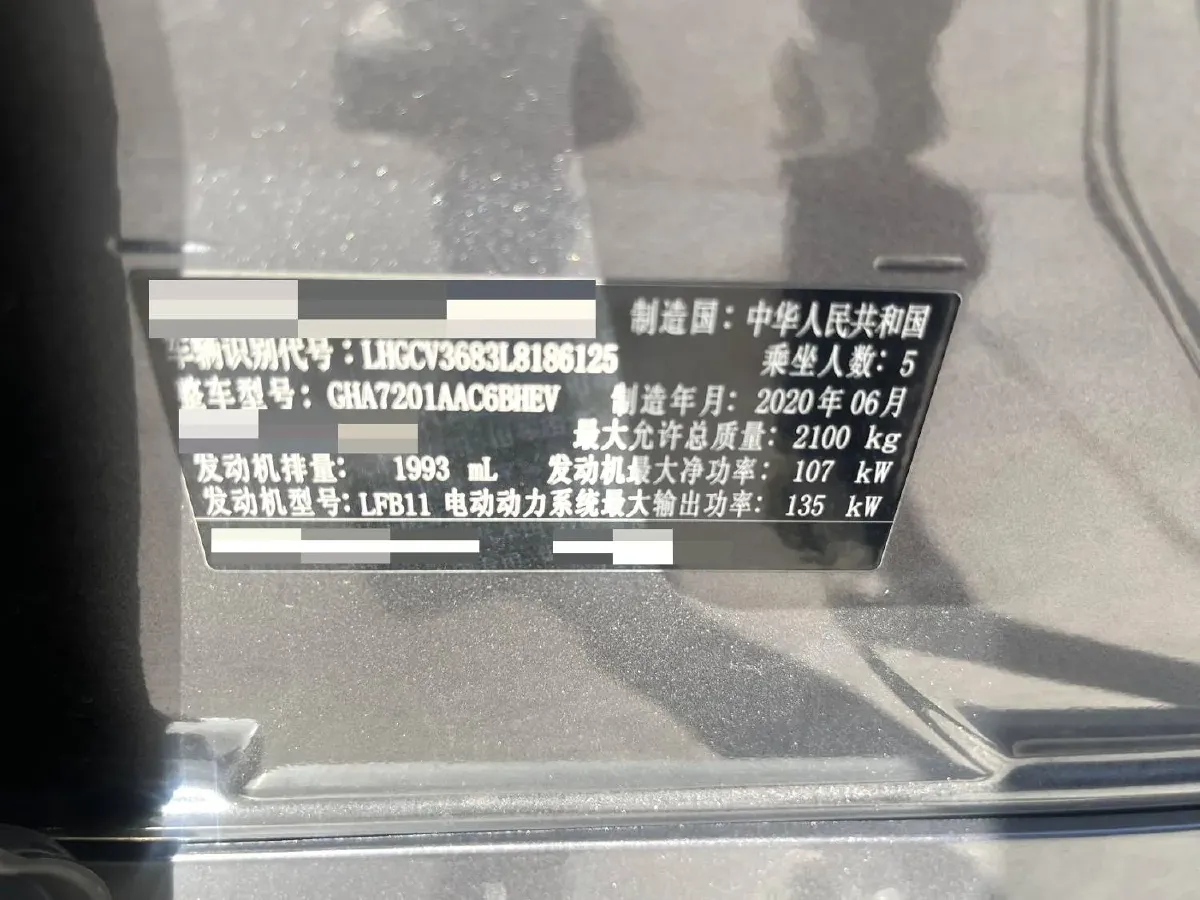 制造国：中华人民共和国
车辆识别代号：LHGCV3683L8186125 乘坐人数：5
整车型号：GHA7201AAC6BHEV 制造年月：2020年06月
最大允许总质量：2100 kg
发动机排量： 1993 mL 发动机最大净功率：107 kW
发动机型号：LFB11 电动动力系统最大输出功率：135 kW